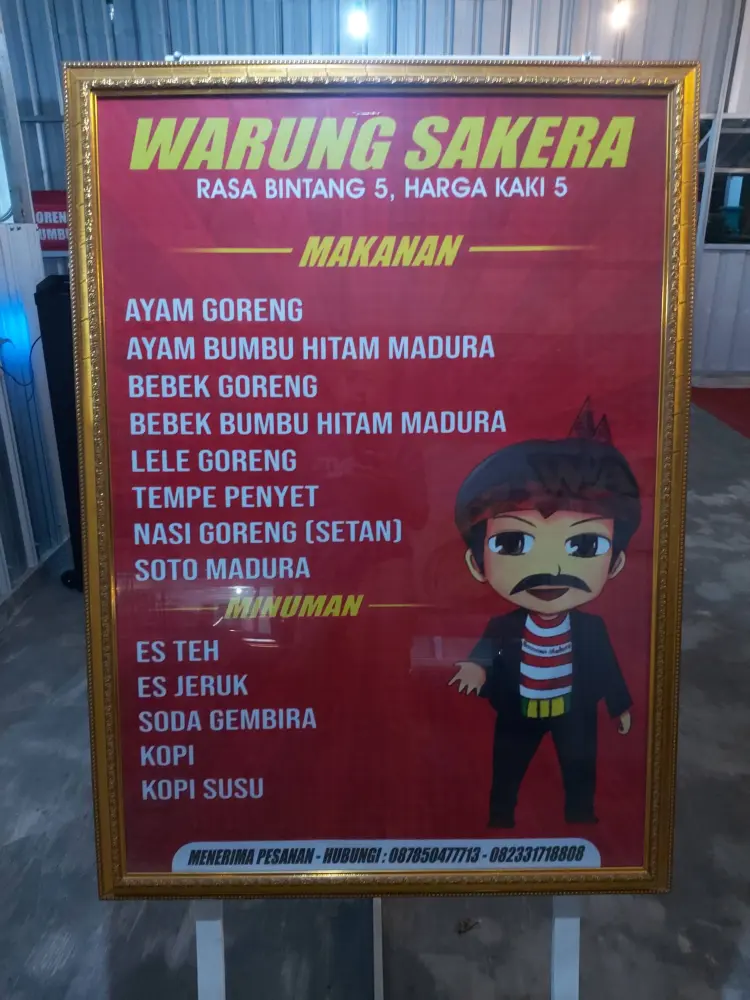 WARUNG SAKERA
RASA BINTANG 5, HARGA KAKI 5
MAKANAN
AYAM GORENG
AYAM BUMBU HITAM MADURA
BEBEK GORENG
BEBEK BUMBU HITAM MADURA
LELE GORENG
TEMPE PENYET
NASI GORENG (SETAN)
SOTO MADURA
MINUMAN
ES TEH
ES JERUK
SODA GEMBIRA
KOPI
KOPI SUSU
MENERIMA PESANAN - HUBUNGI : 087850477713 - 082331718808